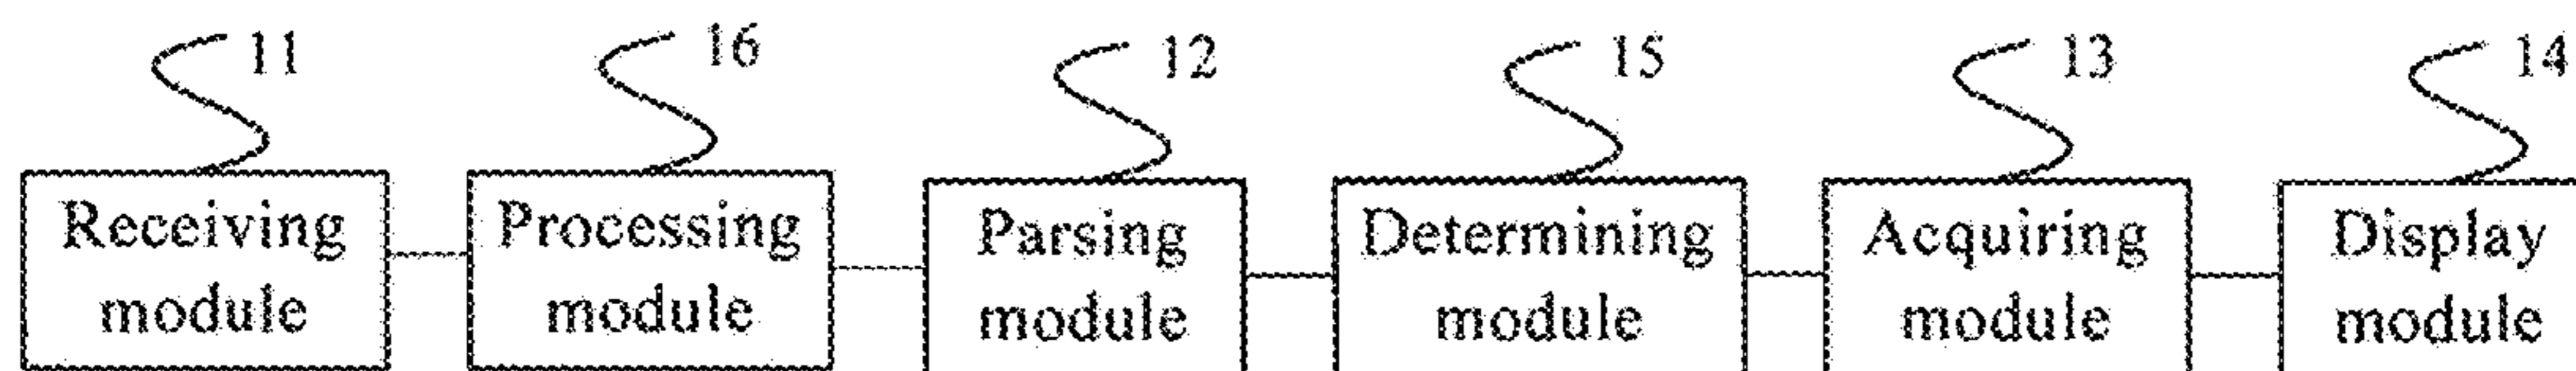 11 16 12 15 13 14
Receiving Processing Parsing Determining Acquiring Display
module module module module module module